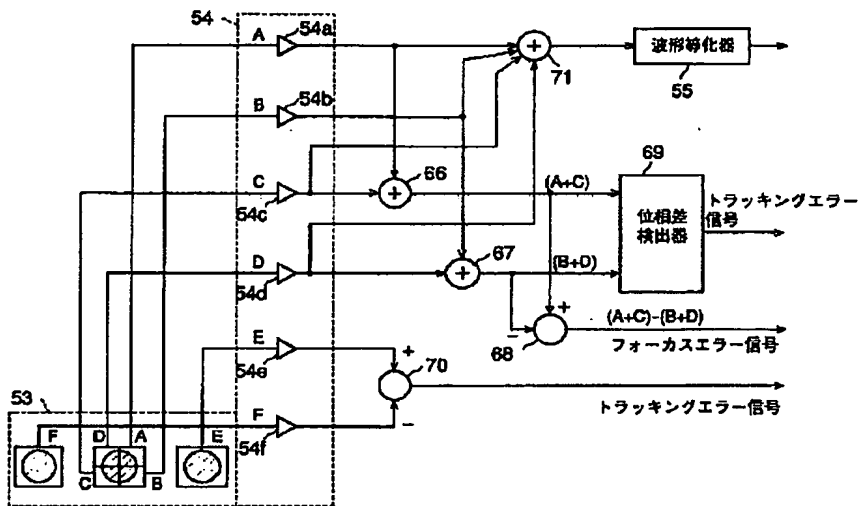 54
A
54a
+
71
波形等化器
55
B
54b
C
54c
+
66
(A+C)
69
位相差
検出器
トラッキングエラー
信号
D
54d
+
67
(B+D)
+
−
68
(A+C)-(B+D)
フォーカスエラー信号
E
54e
+
70
−
トラッキングエラー信号
F
54f
53
F
D
A
E
C
B